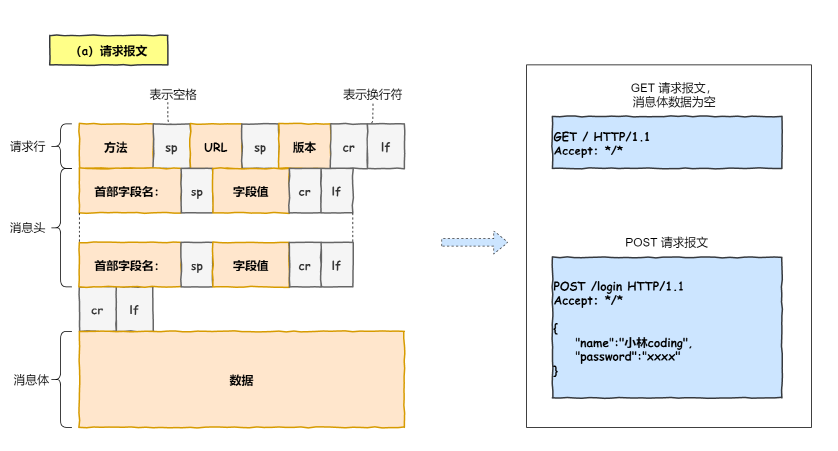 （a）请求报文
表示空格
表示换行符
请求行
方法
sp
URL
sp
版本
cr
lf
消息头
首部字段名：
sp
字段值
cr
lf
首部字段名：
sp
字段值
cr
lf
cr
lf
消息体
数据
GET 请求报文，
消息体数据为空
GET / HTTP/1.1
Accept: */*
POST 请求报文
POST /login HTTP/1.1
Accept: */*
{
"name":"小林coding",
"password":"xxxx"
}